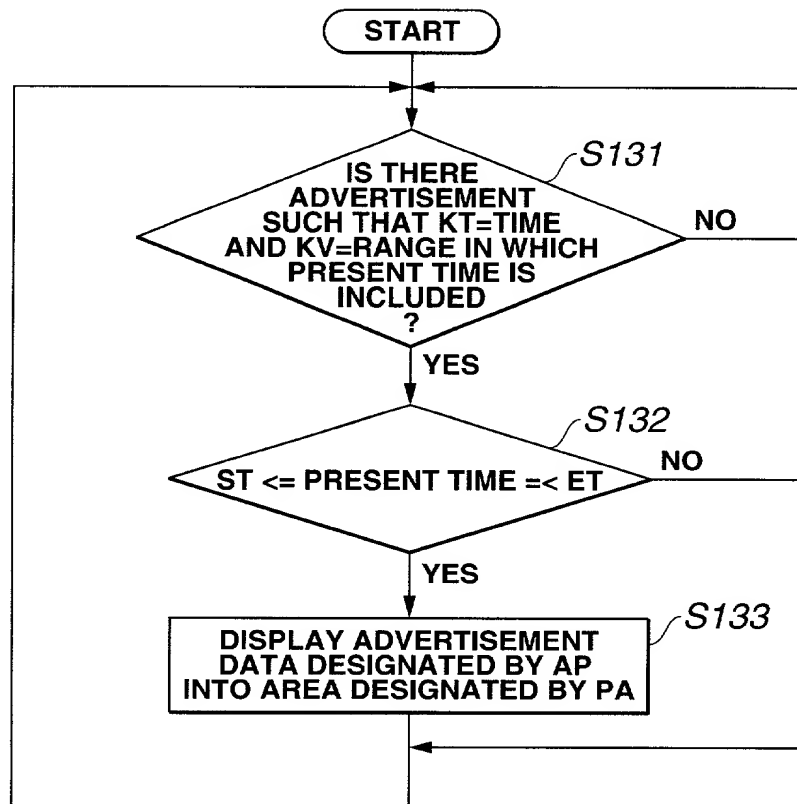 START
S131
IS THERE
ADVERTISEMENT
SUCH THAT KT=TIME
AND KV=RANGE IN WHICH
PRESENT TIME IS
INCLUDED
?
NO
YES
S132
ST <= PRESENT TIME =< ET
NO
YES
S133
DISPLAY ADVERTISEMENT
DATA DESIGNATED BY AP
INTO AREA DESIGNATED BY PA